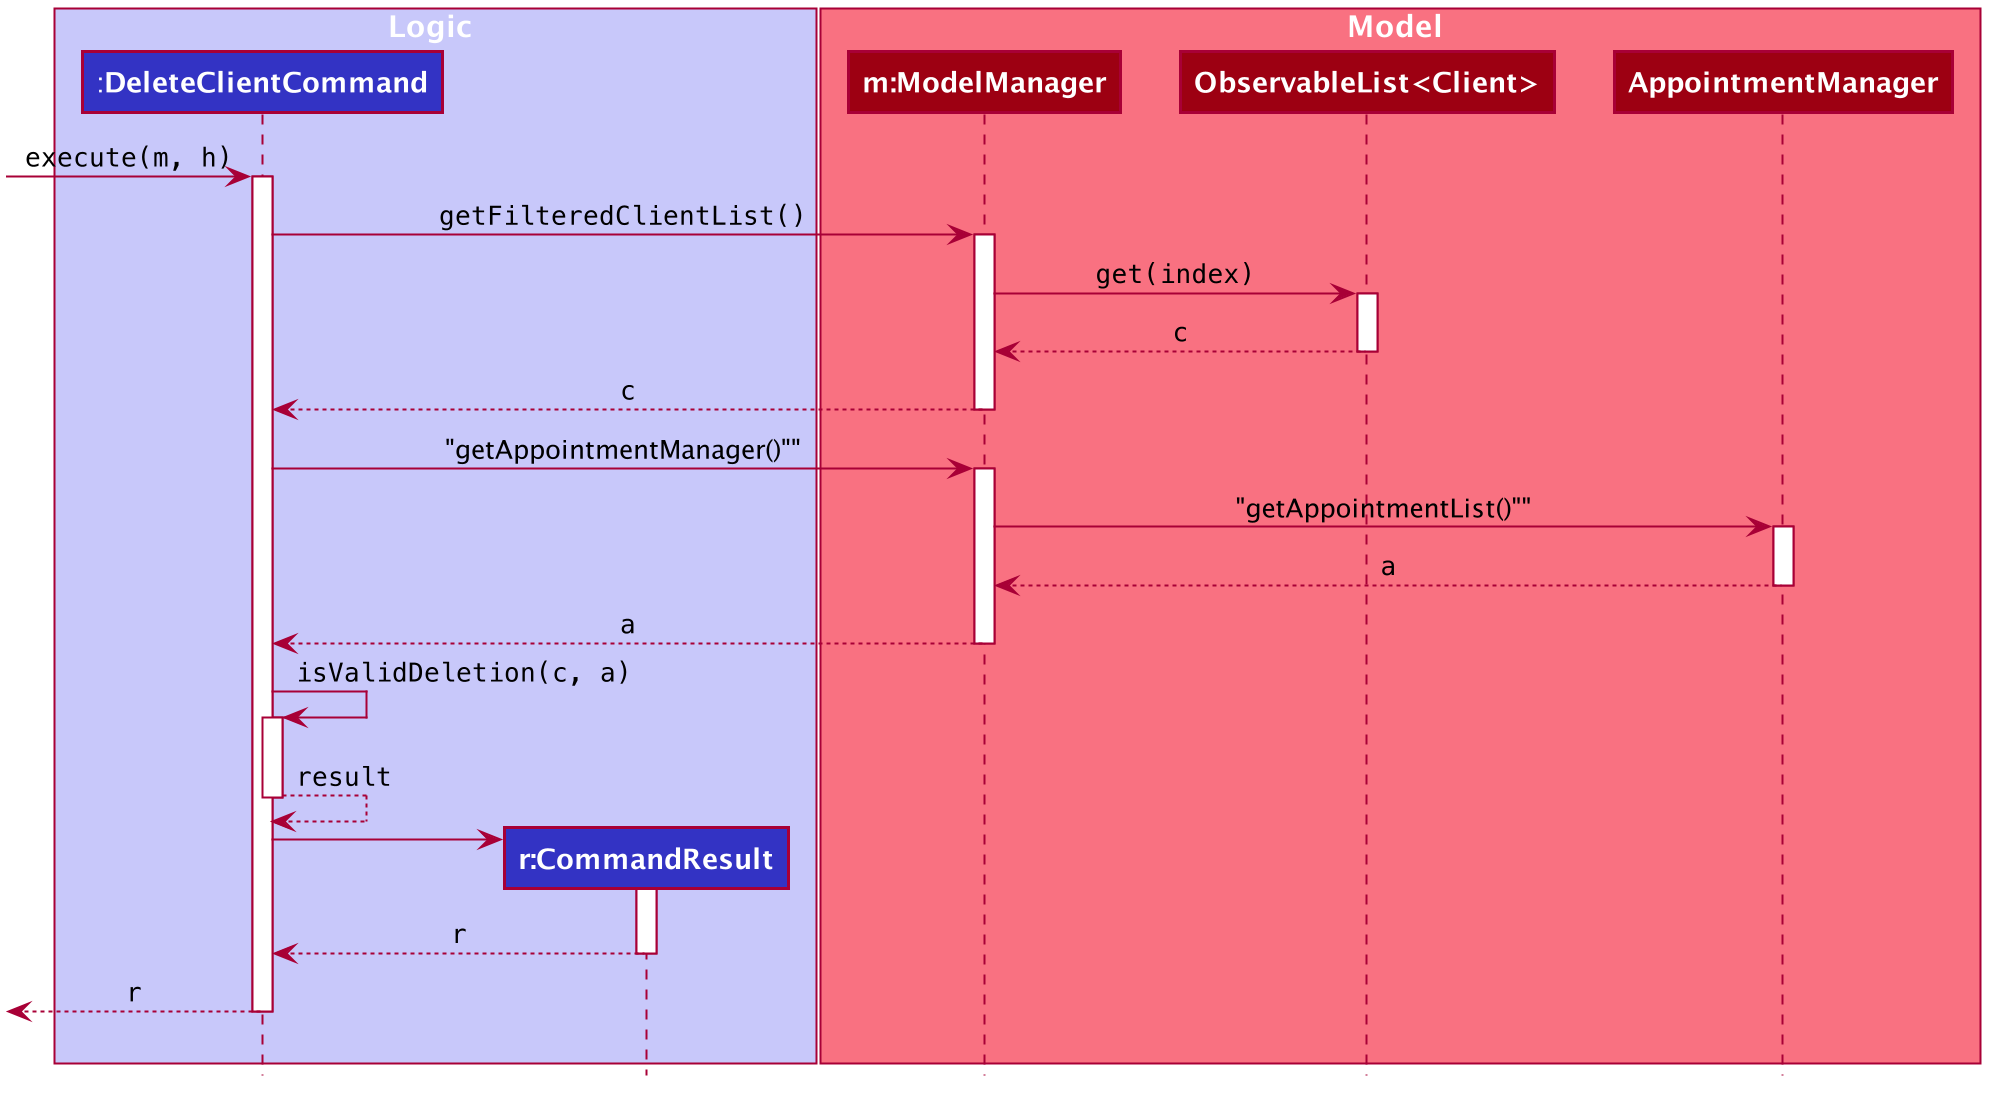 Logic
Model
:DeleteClientCommand
m:ModelManager
ObservableList<Client>
AppointmentManager
execute(m, h)
getFilteredClientList()
get(index)
c
c
"getAppointmentManager()""
"getAppointmentList()""
a
a
isValidDeletion(c, a)
result
r:CommandResult
r
r